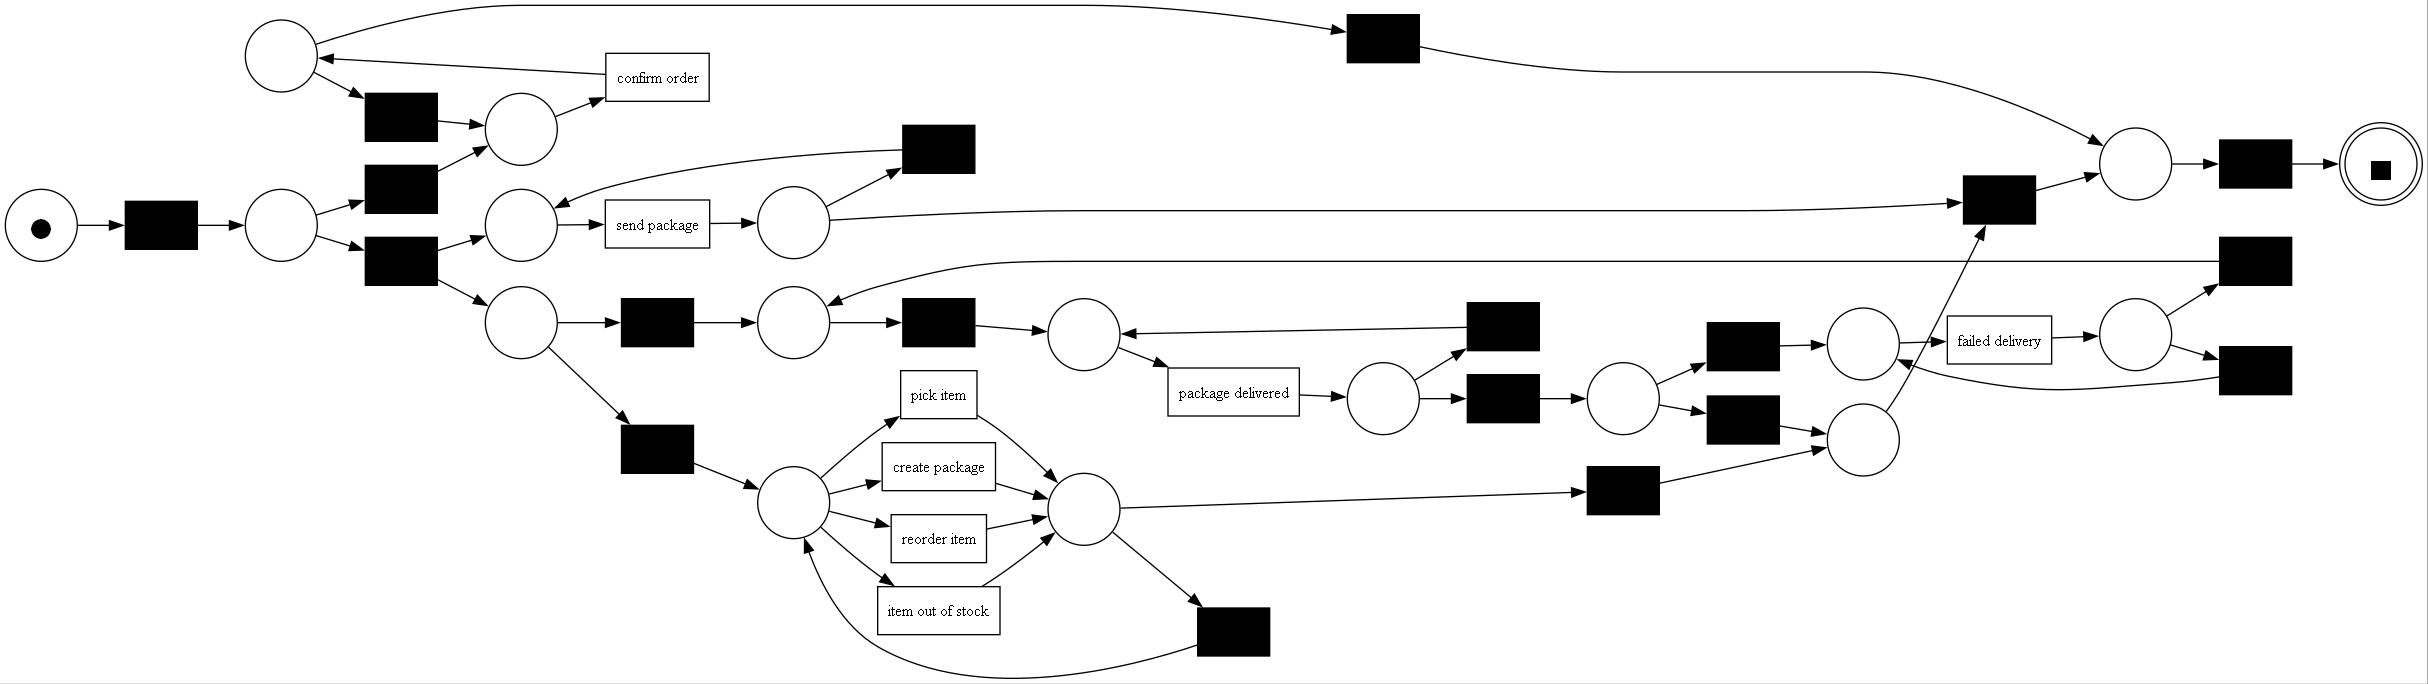 confirm order
send package
failed delivery
package delivered
pick item
create package
reorder item
item out of stock